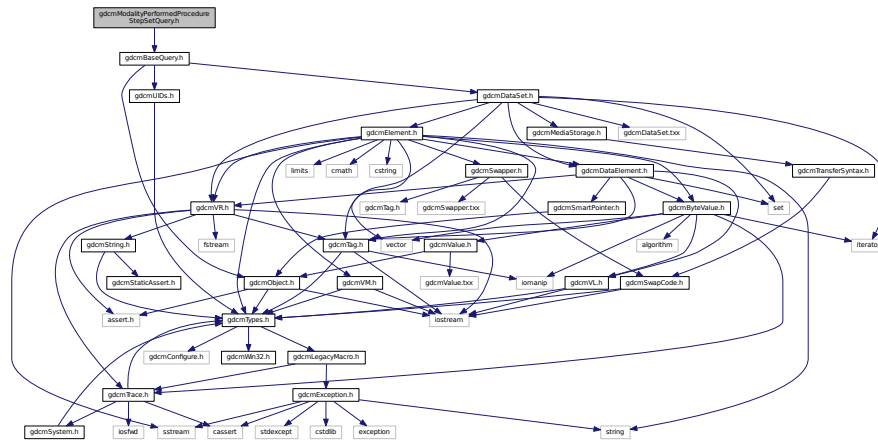 gdcmModalityPerformedProcedure
StepSetQuery.h
gdcmBaseQuery.h
gdcmUIDs.h
gdcmDataSet.h
gdcmElement.h
gdcmMediaStorage.h
gdcmDataSet.txx
limits
cmath
cstring
gdcmSwapper.h
gdcmDataElement.h
gdcmTransferSyntax.h
gdcmVR.h
gdcmTag.h
gdcmSwapper.txx
gdcmSmartPointer.h
gdcmByteValue.h
set
gdcmString.h
fstream
gdcmTag.h
vector
gdcmValue.h
algorithm
iterator
gdcmStaticAssert.h
gdcmObject.h
gdcmVM.h
gdcmValue.txx
iomanip
gdcmVL.h
gdcmSwapCode.h
assert.h
gdcmTypes.h
iostream
gdcmConfigure.h
gdcmWin32.h
gdcmLegacyMacro.h
gdcmTrace.h
gdcmException.h
gdcmSystem.h
iosfwd
sstream
cassert
stdexcept
cstdlib
exception
string